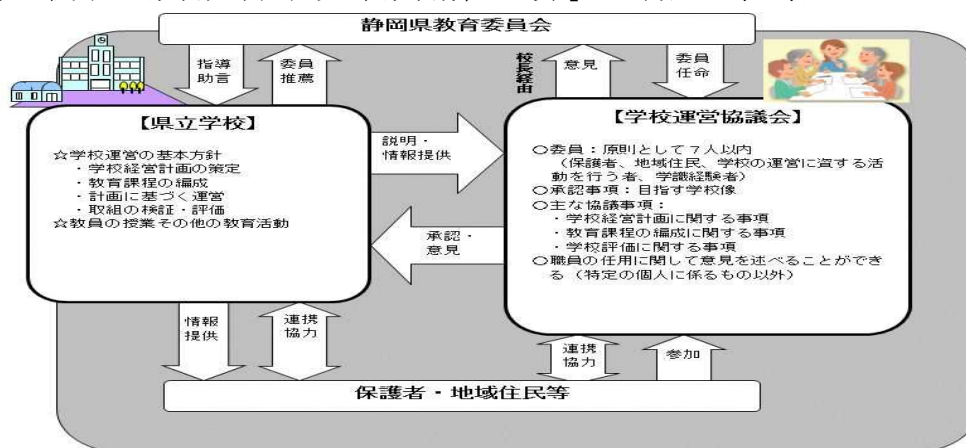 静岡県教育委員会
指導
助言
委員
推薦
校長経由
意見
委員
任命
【県立学校】
☆学校運営の基本方針
・学校経営計画の策定
・教育課程の編成
・計画に基づく運営
・取組の検証・評価
☆教員の授業その他の教育活動
説明・
情報提供
承認・
意見
【学校運営協議会】
○委員：原則として７人以内
（保護者、地域住民、学校の運営に資する活
動を行う者、学識経験者）
○承認事項：目指す学校像
○主な協議事項：
・学校経営計画に関する事項
・教育課程の編成に関する事項
・学校評価に関する事項
○職員の任用に関して意見を述べることができ
る（特定の個人に係るもの以外）
情報
提供
連携
協力
連携
協力
参加
保護者・地域住民等